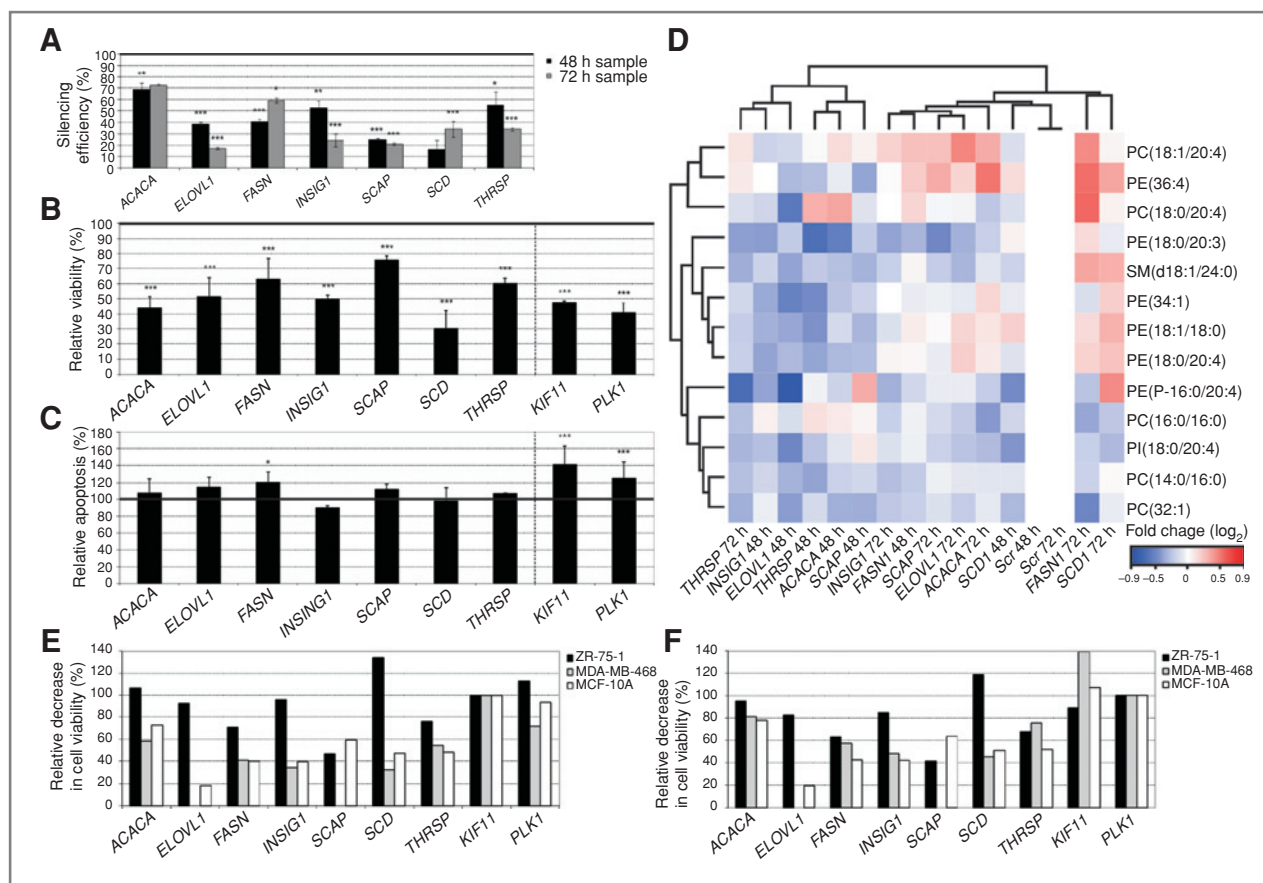 A
Silencing efficiency (%)
100
90
80
70
60
50
40
30
20
10
0
**
***
***
***
*
**
***
***
***
***
*
***
48 h sample
72 h sample
ACACA
ELOVL1
FASN
INSIG1
SCAP
SCD
THRSP
B
Relative viability (%)
100
90
80
70
60
50
40
30
20
10
0
***
***
***
***
***
***
***
***
***
ACACA
ELOVL1
FASN
INSIG1
SCAP
SCD
THRSP
KIF11
PLK1
C
Relative apoptosis (%)
180
160
140
120
100
80
60
40
20
0
*
***
***
ACACA
ELOVL1
FASN
INSING1
SCAP
SCD
THRSP
KIF11
PLK1
D
PC(18:1/20:4)
PE(36:4)
PC(18:0/20:4)
PE(18:0/20:3)
SM(d18:1/24:0)
PE(34:1)
PE(18:1/18:0)
PE(18:0/20:4)
PE(P-16:0/20:4)
PC(16:0/16:0)
PI(18:0/20:4)
PC(14:0/16:0)
PC(32:1)
THRSP 72 h
INSIG1 48 h
ELOVL1 48 h
THRSP 48 h
ACACA 48 h
SCAP 48 h
INSIG1 72 h
FASN1 48 h
SCAP 72 h
ELOVL1 72 h
ACACA 72 h
SCD1 48 h
Scr 48 h
Scr 72 h
FASN1 72 h
SCD1 72 h
Fold chage (log2)
−0.9 −0.5 0 0.5 0.9
E
Relative decrease in cell viability (%)
140
120
100
80
60
40
20
0
ZR-75-1
MDA-MB-468
MCF-10A
ACACA
ELOVL1
FASN
INSIG1
SCAP
SCD
THRSP
KIF11
PLK1
F
Relative decrease in cell viability (%)
140
120
100
80
60
40
20
0
ZR-75-1
MDA-MB-468
MCF-10A
ACACA
ELOVL1
FASN
INSIG1
SCAP
SCD
THRSP
KIF11
PLK1